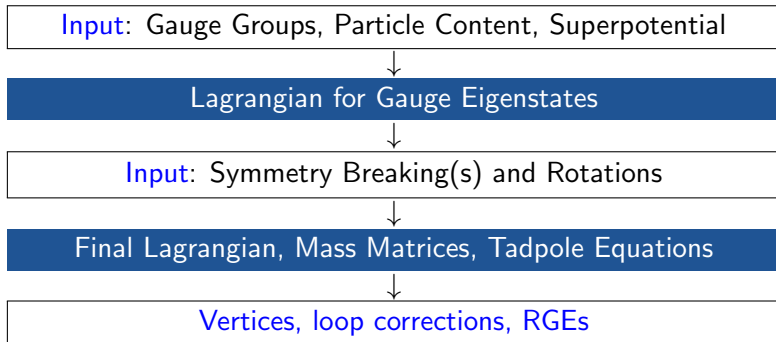 Input: Gauge Groups, Particle Content, Superpotential
Lagrangian for Gauge Eigenstates
Input: Symmetry Breaking(s) and Rotations
Final Lagrangian, Mass Matrices, Tadpole Equations
Vertices, loop corrections, RGEs